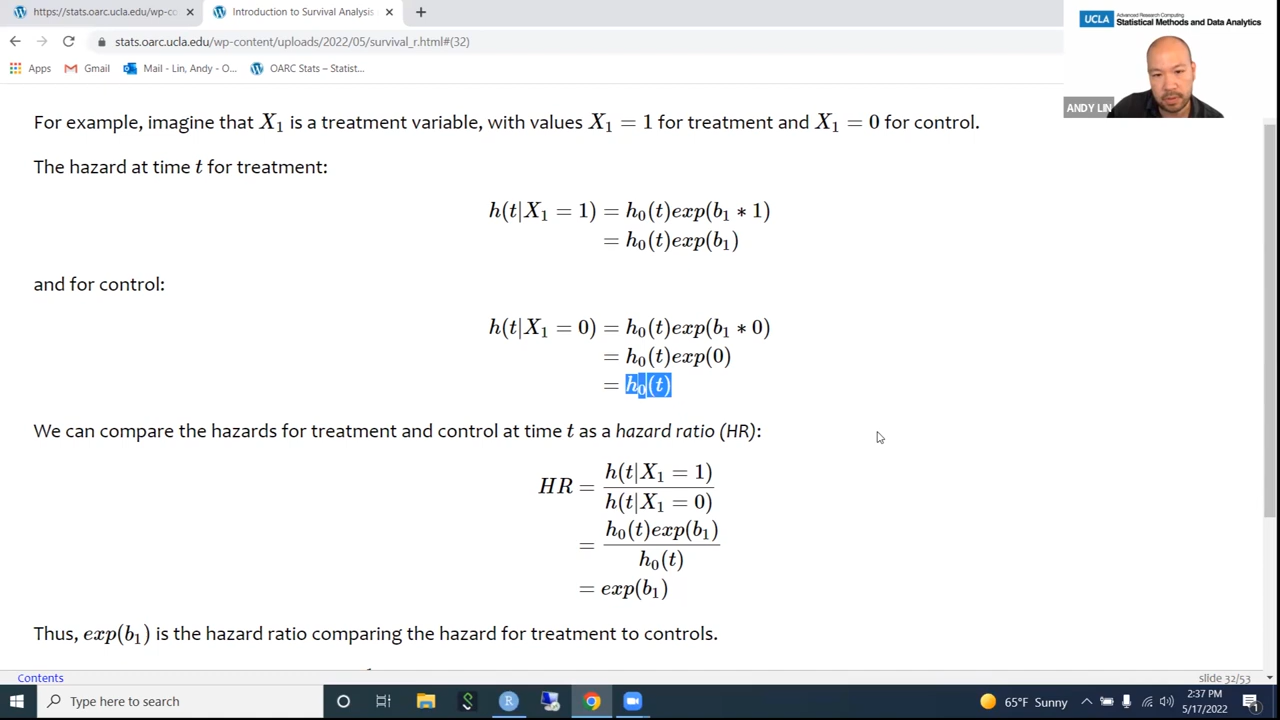 https://stats.oarc.ucla.edu/wp-co
Introduction to Survival Analysis
UCLA Advanced Research Computing
Statistical Methods and Data Analytics
stats.oarc.ucla.edu/wp-content/uploads/2022/05/survival_r.html#(32)
Apps Gmail Mail - Lin, Andy - O... OARC Stats – Statist...
ANDY LIN
For example, imagine that X₁ is a treatment variable, with values X₁ = 1 for treatment and X₁ = 0 for control.
The hazard at time t for treatment:
h(t|X₁ = 1) = h₀(t)exp(b₁ ∗ 1)
= h₀(t)exp(b₁)
and for control:
h(t|X₁ = 0) = h₀(t)exp(b₁ ∗ 0)
= h₀(t)exp(0)
= h₀(t)
We can compare the hazards for treatment and control at time t as a hazard ratio (HR):
HR = h(t|X₁ = 1)
h(t|X₁ = 0)
= h₀(t)exp(b₁)
h₀(t)
= exp(b₁)
Thus, exp(b₁) is the hazard ratio comparing the hazard for treatment to controls.
Contents
slide 32/53
Type here to search
65°F Sunny
2:37 PM
5/17/2022